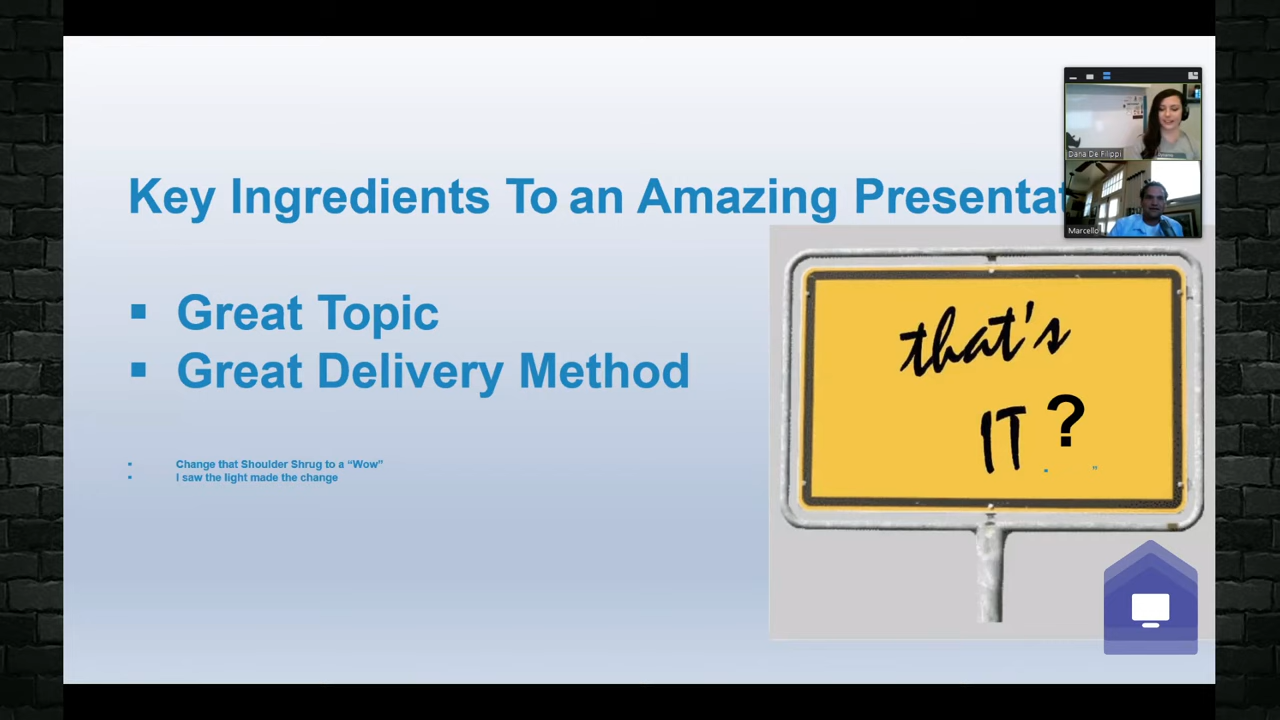 Key Ingredients To an Amazing Presentat
Great Topic
Great Delivery Method
Change that Shoulder Shrug to a “Wow”
I saw the light made the change
that's
IT ?
Dana De Filippi
Marcello